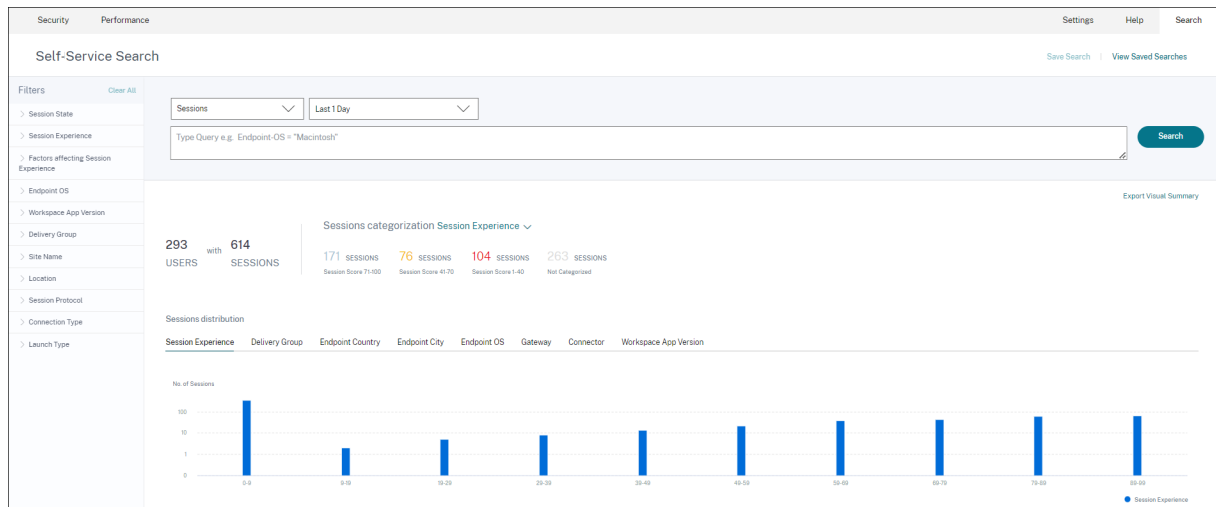 Security Performance Settings Help Search
Self-Service Search Save Search | View Saved Searches
Filters Clear All
Session State
Session Experience
Factors affecting Session
Experience
Endpoint OS
Workspace App Version
Delivery Group
Site Name
Location
Session Protocol
Connection Type
Launch Type
Sessions Last 1 Day
Type Query e.g. Endpoint-OS = "Macintosh"
Search
Export Visual Summary
293 with 614
USERS SESSIONS
Sessions categorization Session Experience
171 SESSIONS 76 SESSIONS 104 SESSIONS 263 SESSIONS
Session Score 71-100 Session Score 41-70 Session Score 1-40 Not Categorized
Sessions distribution
Session Experience Delivery Group Endpoint Country Endpoint City Endpoint OS Gateway Connector Workspace App Version
No. of Sessions
100
10
1
0
0-9 9-19 19-29 29-39 39-49 49-59 59-69 69-79 79-89 89-99
Session Experience